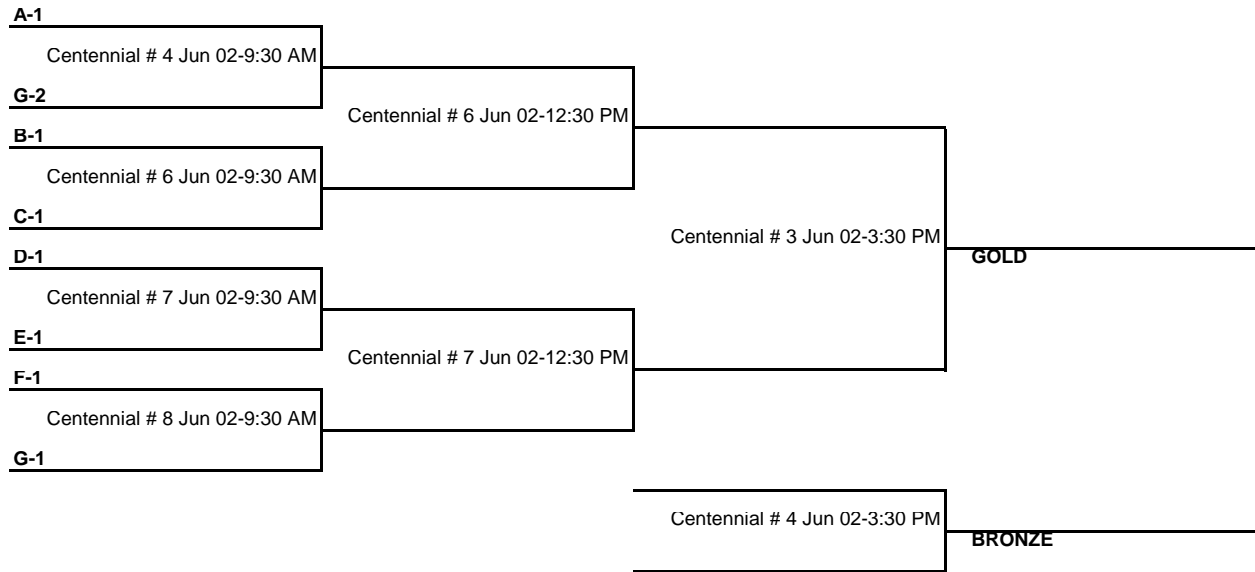 A-1
Centennial # 4 Jun 02-9:30 AM
G-2
Centennial # 6 Jun 02-12:30 PM
B-1
Centennial # 6 Jun 02-9:30 AM
C-1
Centennial # 3 Jun 02-3:30 PM
GOLD
D-1
Centennial # 7 Jun 02-9:30 AM
E-1
Centennial # 7 Jun 02-12:30 PM
F-1
Centennial # 8 Jun 02-9:30 AM
G-1
Centennial # 4 Jun 02-3:30 PM
BRONZE